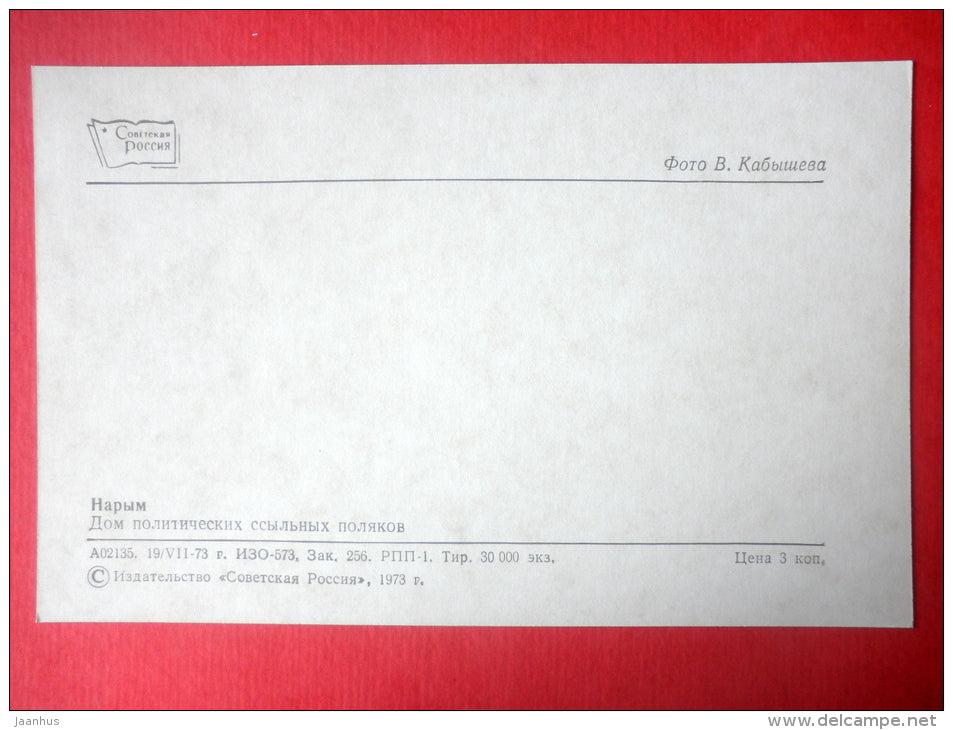 Советская
Россия
Фото В. Кабышева
Нарым
Дом политических ссыльных поляков
А02135. 19/VII-73 г. ИЗО-573. Зак. 256. РПП-1. Тир. 30 000 экз. Цена 3 коп.
© Издательство «Советская Россия», 1973 г.
Jaanhus
www.delcampe.net